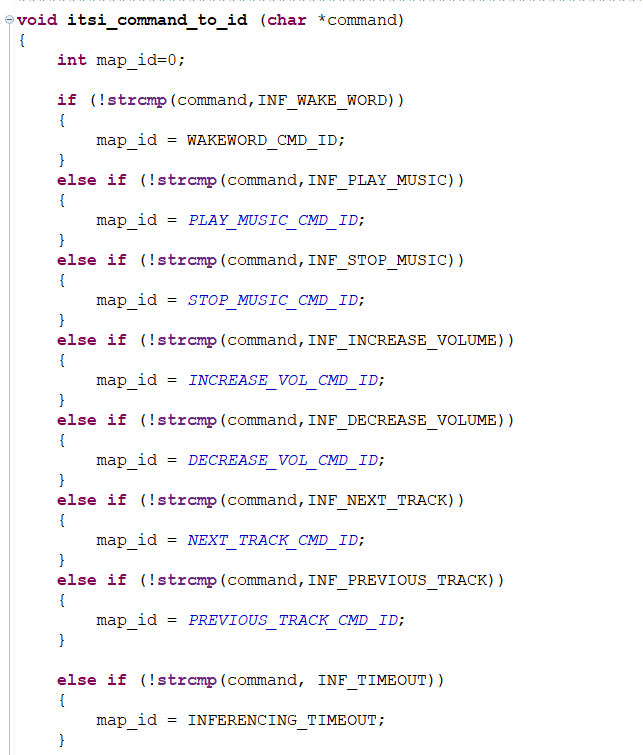 void itsi_command_to_id (char *command)
{
    int map_id=0;

    if (!strcmp(command,INF_WAKE_WORD))
    {
        map_id = WAKEWORD_CMD_ID;
    }
    else if (!strcmp(command,INF_PLAY_MUSIC))
    {
        map_id = PLAY_MUSIC_CMD_ID;
    }
    else if (!strcmp(command,INF_STOP_MUSIC))
    {
        map_id = STOP_MUSIC_CMD_ID;
    }
    else if (!strcmp(command,INF_INCREASE_VOLUME))
    {
        map_id = INCREASE_VOL_CMD_ID;
    }
    else if (!strcmp(command,INF_DECREASE_VOLUME))
    {
        map_id = DECREASE_VOL_CMD_ID;
    }
    else if (!strcmp(command,INF_NEXT_TRACK))
    {
        map_id = NEXT_TRACK_CMD_ID;
    }
    else if (!strcmp(command,INF_PREVIOUS_TRACK))
    {
        map_id = PREVIOUS_TRACK_CMD_ID;
    }

    else if (!strcmp(command, INF_TIMEOUT))
    {
        map_id = INFERENCING_TIMEOUT;
    }